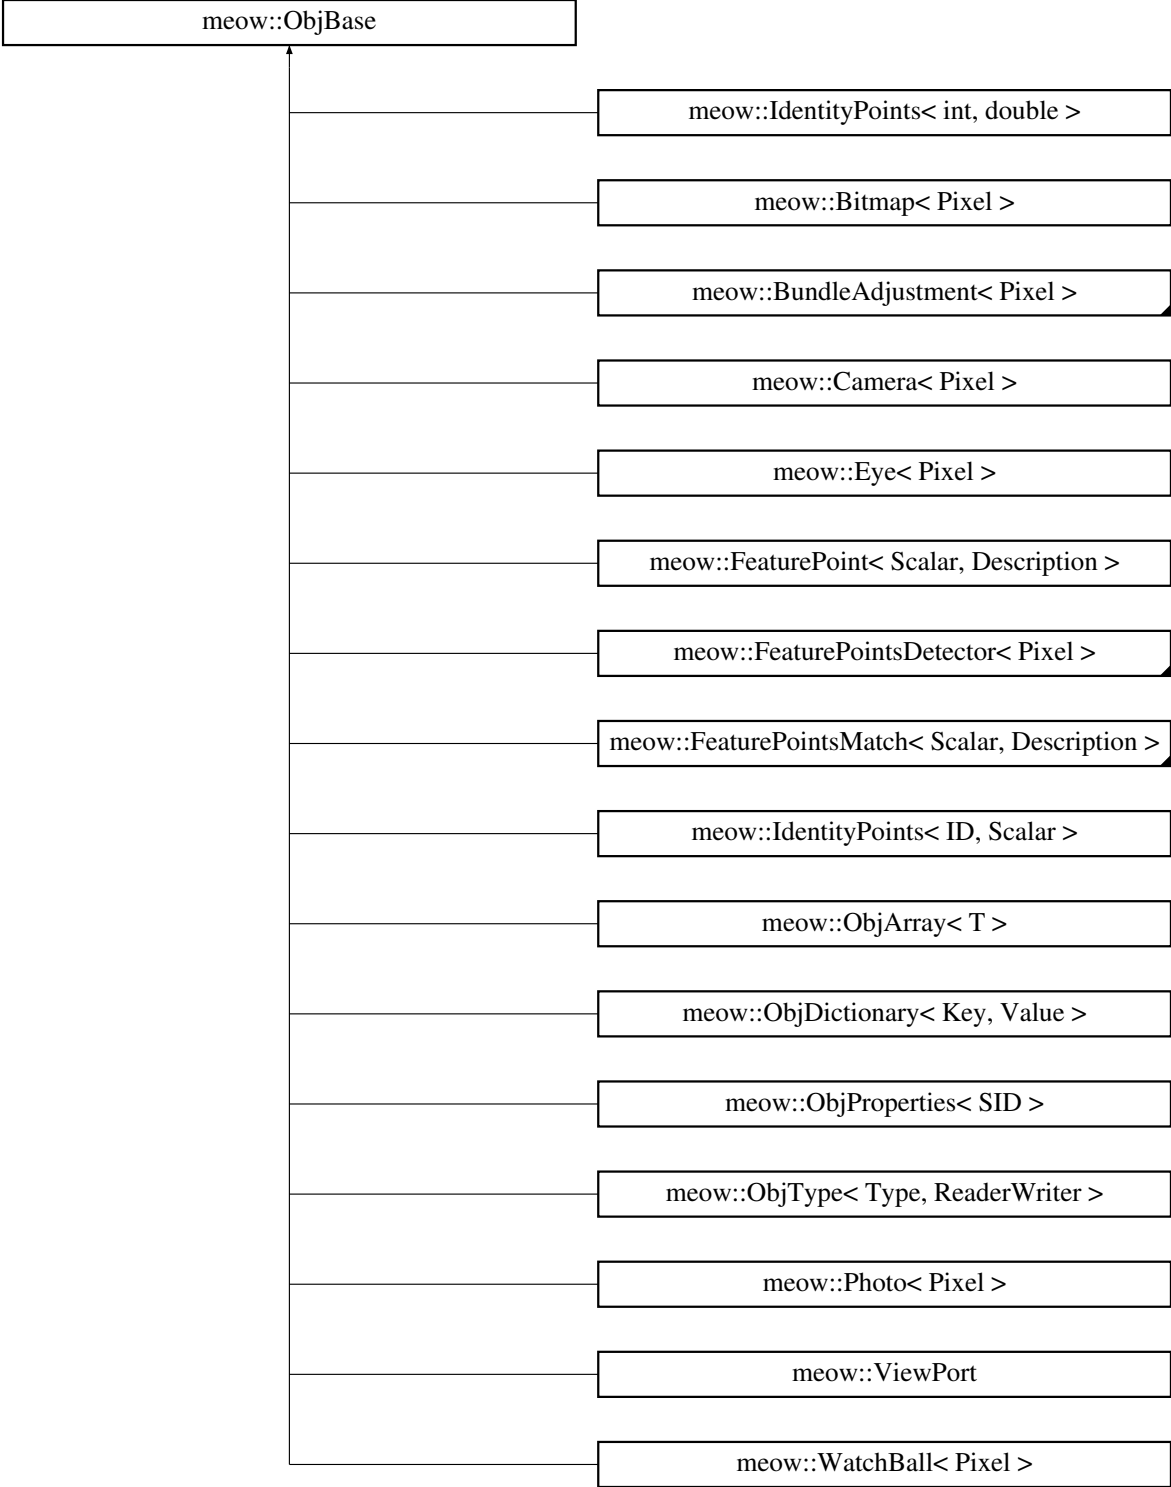 meow::ObjBase
meow::IdentityPoints< int, double >
meow::Bitmap< Pixel >
meow::BundleAdjustment< Pixel >
meow::Camera< Pixel >
meow::Eye< Pixel >
meow::FeaturePoint< Scalar, Description >
meow::FeaturePointsDetector< Pixel >
meow::FeaturePointsMatch< Scalar, Description >
meow::IdentityPoints< ID, Scalar >
meow::ObjArray< T >
meow::ObjDictionary< Key, Value >
meow::ObjProperties< SID >
meow::ObjType< Type, ReaderWriter >
meow::Photo< Pixel >
meow::ViewPort
meow::WatchBall< Pixel >